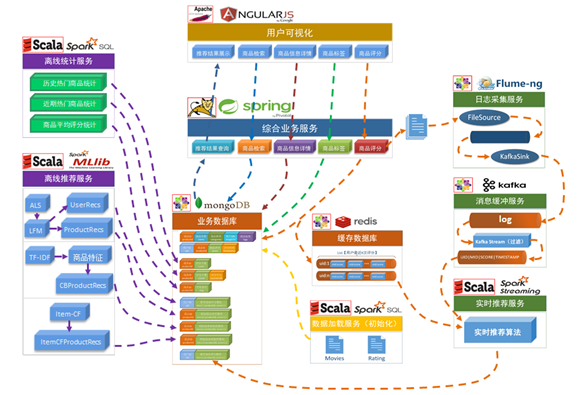 Apache
ANGULARJS
by Google
用户可视化
推荐结果展示
商品检索
商品信息详情
商品标签
商品评分
Scala
Spark SQL
离线统计服务
历史热门商品统计
近期热门商品统计
商品平均评分统计
spring
综合业务服务
推荐结果查询
商品检索
商品信息详情
商品标签
商品评分
Flume-ng
日志采集服务
FileSource
KafkaSink
Scala
Spark
MLlib
离线推荐服务
ALS
UserRecs
LFM
ProductRecs
TF-IDF
商品特征
CBProductRecs
Item-CF
ItemCFProductRecs
mongoDB
业务数据库
redis
缓存数据库
kafka
消息缓冲服务
log
Kafka Stream（过滤）
UID|MID|SCORE|TIMESTAMP
Scala
Spark SQL
数据加载服务（初始化）
Movies
Rating
Scala
Spark
Streaming
实时推荐服务
实时推荐算法